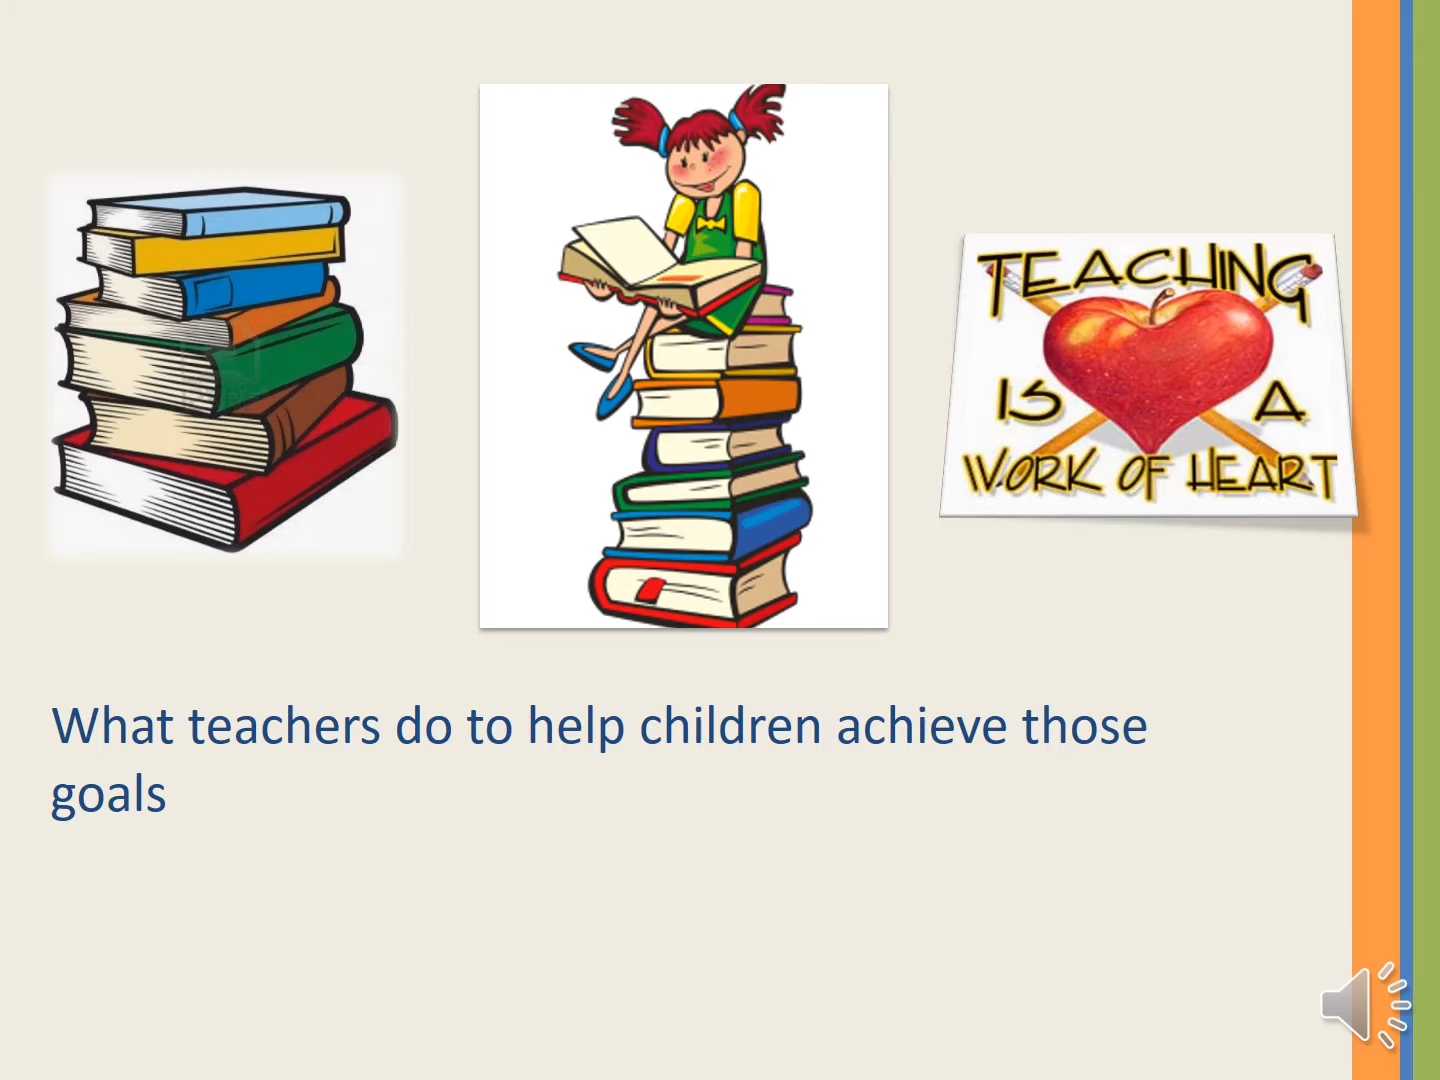 TEACHING
IS A
WORK OF HEART
What teachers do to help children achieve those
goals